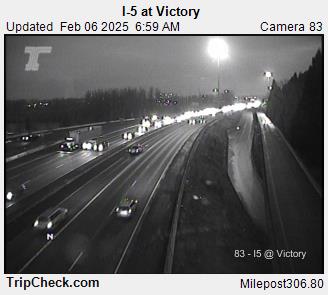 I-5 at Victory
Updated Feb 06 2025 6:59 AM Camera 83
N
83 - I5 @ Victory
TripCheck.com Milepost306.80